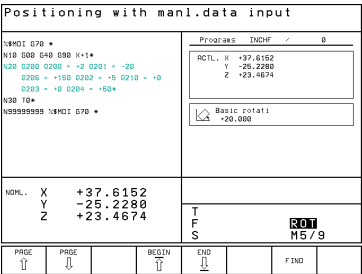 Positioning with manl.data input
%$MDI G70 *
N10 G00 G40 G90 X+1*
N20 G200 Q200 = +2 Q201 = -20
Q206 = +150 Q202 = +5 Q210 = +0
Q203 = +0 Q204 = +50*
N30 T0*
N99999999 %$MDI G70 *
Programs INCHF / 0
ACTL. X +37.6152
Y -25.2280
Z +23.4674
Basic rotati
+20.000
NOML. X +37.6152
Y -25.2280
Z +23.4674
T
F ROT
S M5/9
PAGE
PAGE
BEGIN
END
FIND